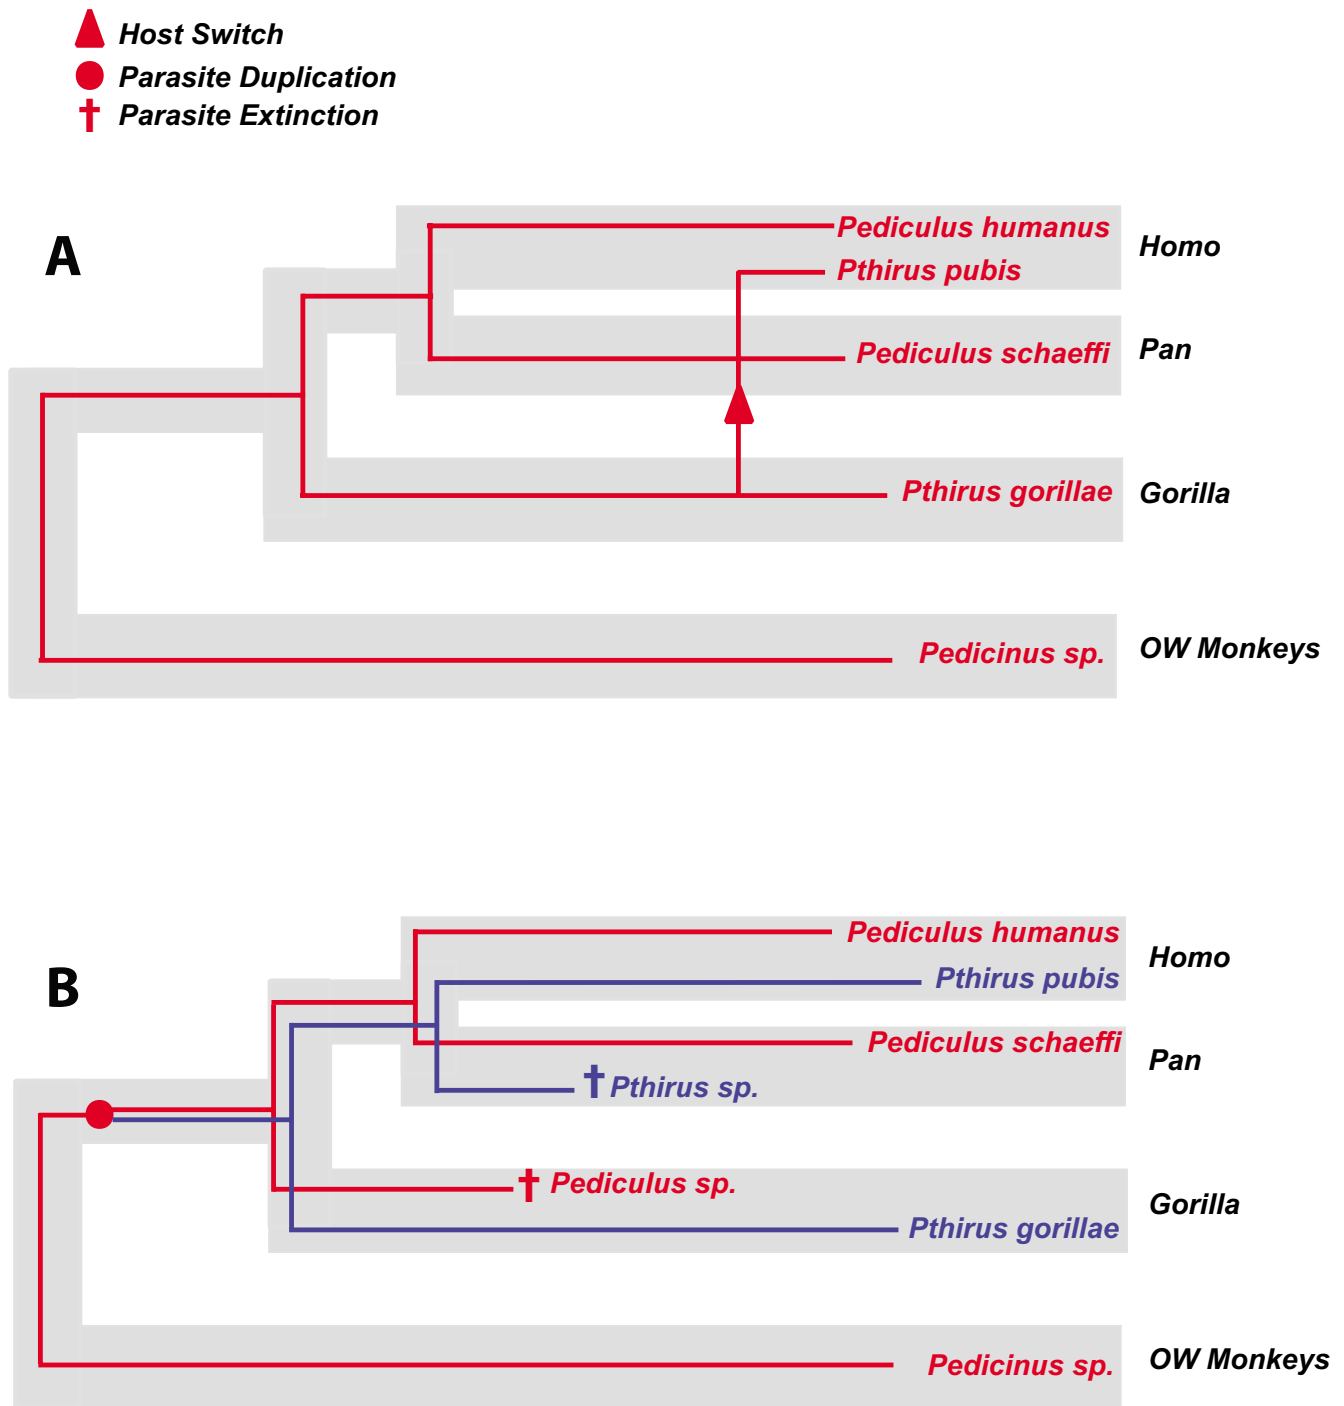 Host Switch
Parasite Duplication
Parasite Extinction
A
Pediculus humanus
Homo
Pthirus pubis
Pediculus schaeffi
Pan
Pthirus gorillae
Gorilla
Pedicinus sp.
OW Monkeys
B
Pediculus humanus
Homo
Pthirus pubis
Pediculus schaeffi
Pan
Pthirus sp.
Pediculus sp.
Gorilla
Pthirus gorillae
Pedicinus sp.
OW Monkeys